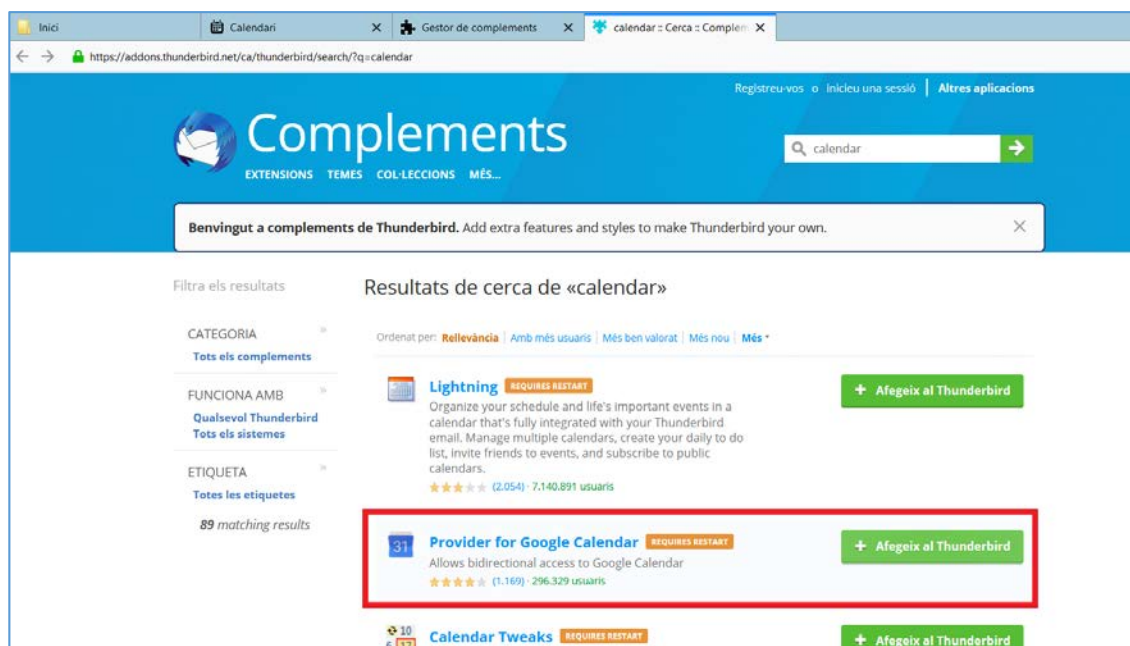 Inici
Calendari
Gestor de complements
calendar :: Cerca :: Complem
https://addons.thunderbird.net/ca/thunderbird/search/?q=calendar
Registreu-vos o inicieu una sessió | Altres aplicacions
Complements
calendar
EXTENSIONS TEMES COL·LECCIONS MÉS...
Benvingut a complements de Thunderbird. Add extra features and styles to make Thunderbird your own.
Filtra els resultats
Resultats de cerca de «calendar»
CATEGORIA
Tots els complements
Ordenat per: Rellevància | Amb més usuaris | Més ben valorat | Més nou | Més
FUNCIONA AMB
Qualsevol Thunderbird
Tots els sistemes
ETIQUETA
Totes les etiquetes
89 matching results
Lightning REQUIRES RESTART
+ Afegeix al Thunderbird
Organize your schedule and life's important events in a
calendar that's fully integrated with your Thunderbird
email. Manage multiple calendars, create your daily to do
list, invite friends to events, and subscribe to public
calendars.
(2.054) · 7.140.891 usuaris
31
Provider for Google Calendar REQUIRES RESTART
+ Afegeix al Thunderbird
Allows bidirectional access to Google Calendar
(1.169) · 296.329 usuaris
10
Calendar Tweaks REQUIRES RESTART
+ Afegeix al Thunderbird